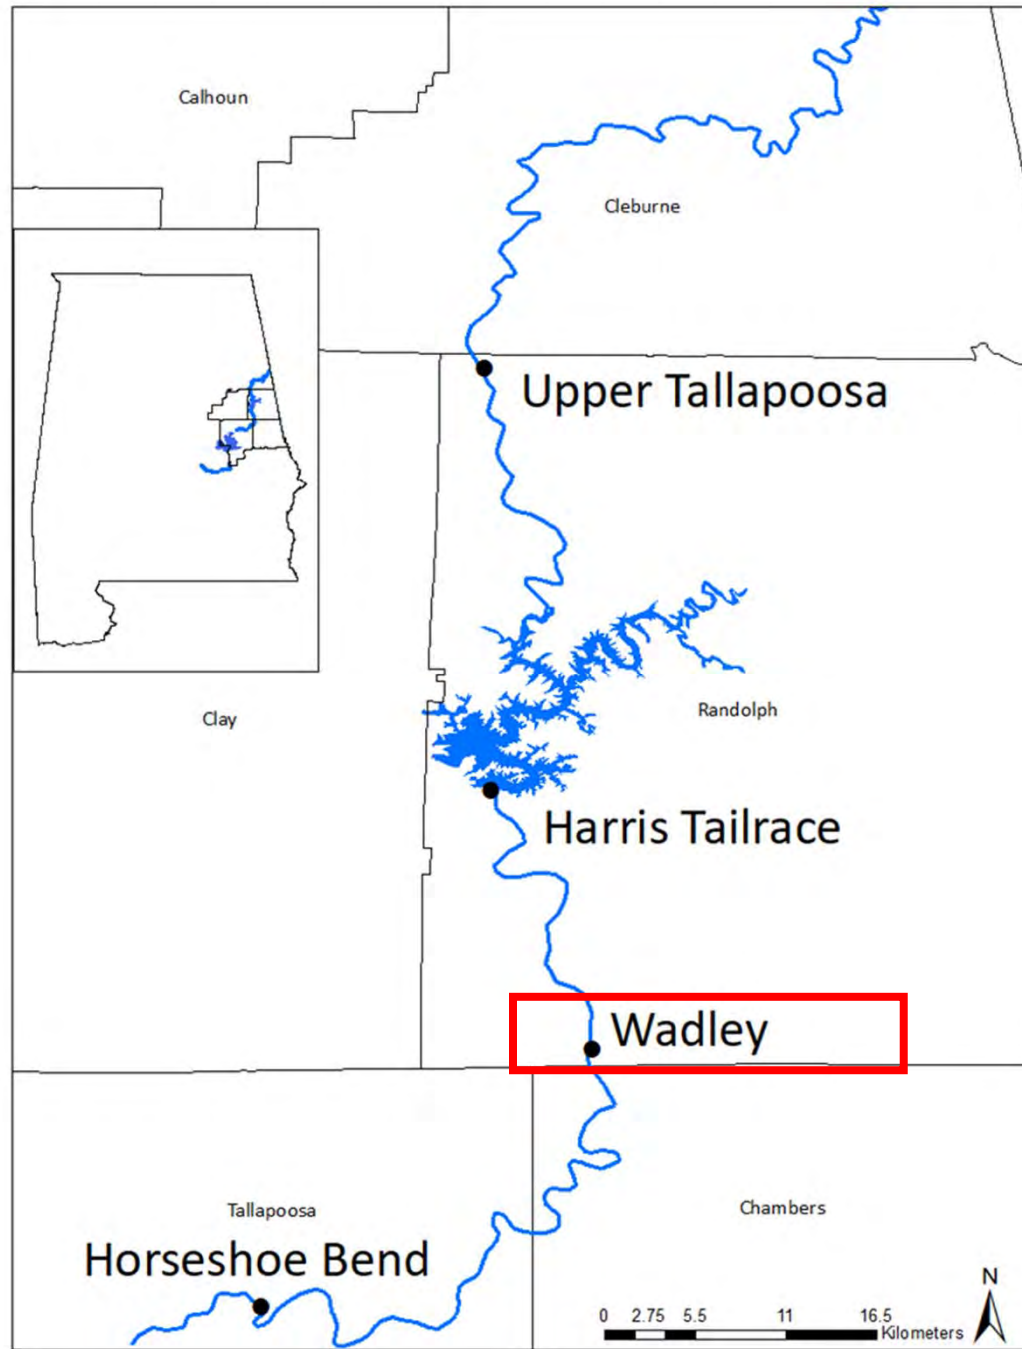 Calhoun
Cleburne
Upper Tallapoosa
Clay
Randolph
Harris Tailrace
Wadley
Tallapoosa
Chambers
Horseshoe Bend
N
0 2.75 5.5 11 16.5
Kilometers